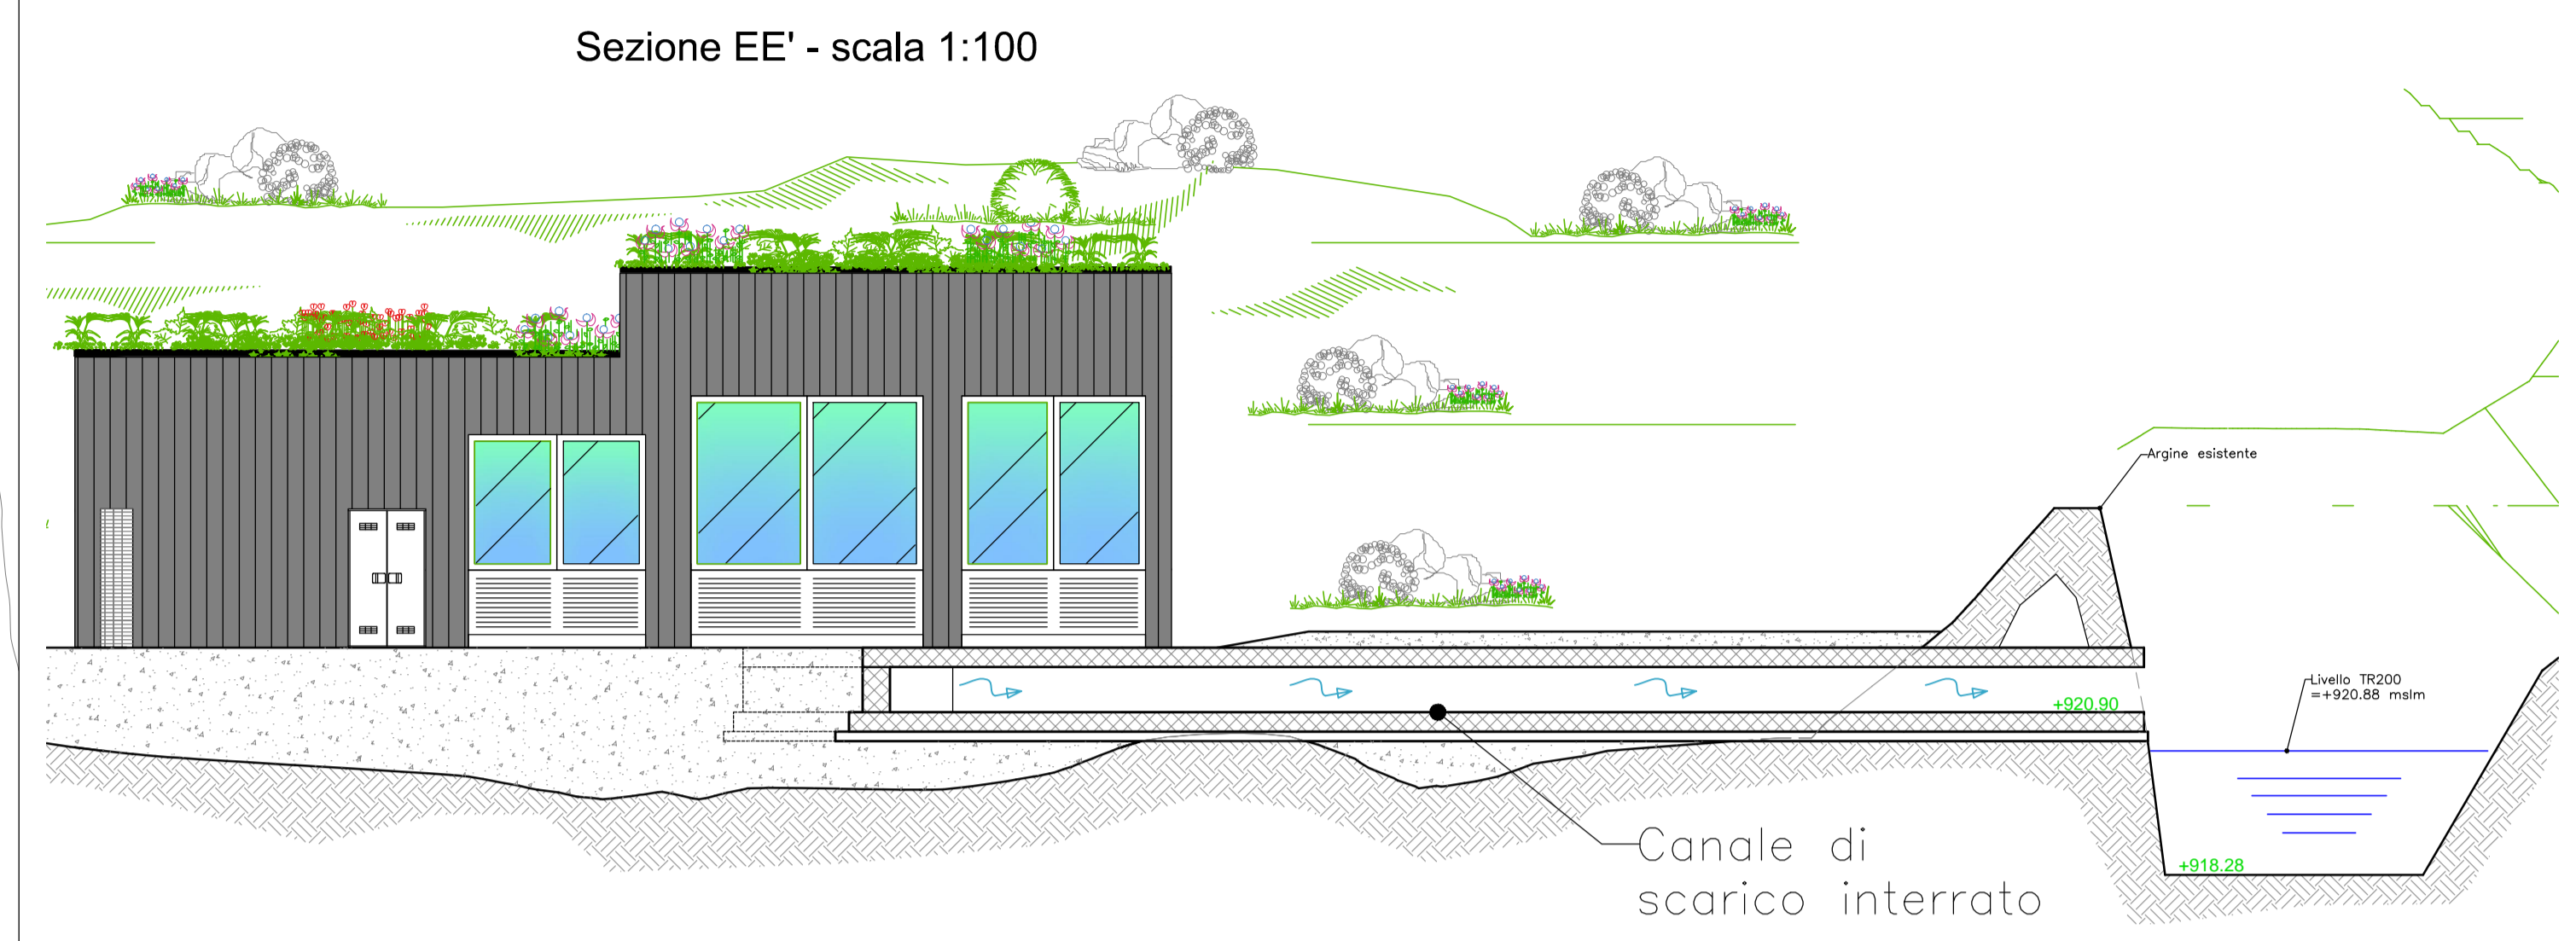 Sezione EE' - scala 1:100
Argine esistente
Livello TR200
=+920.88 mslm
+920.90
+918.28
Canale di
scarico interrato